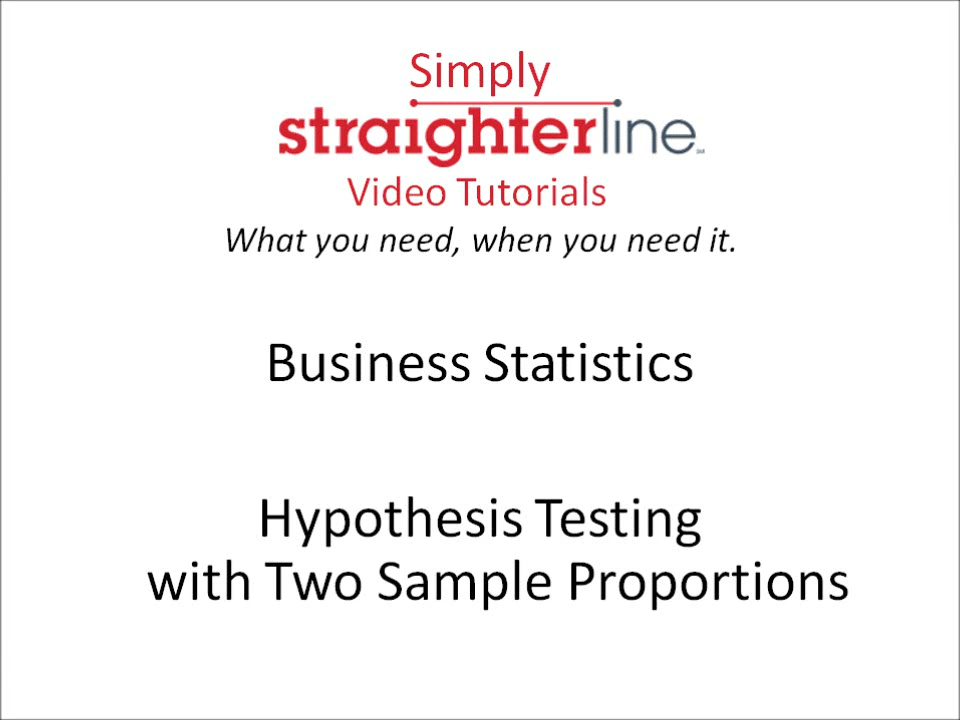 Simply
straighterline
Video Tutorials
What you need, when you need it.
Business Statistics
Hypothesis Testing
with Two Sample Proportions